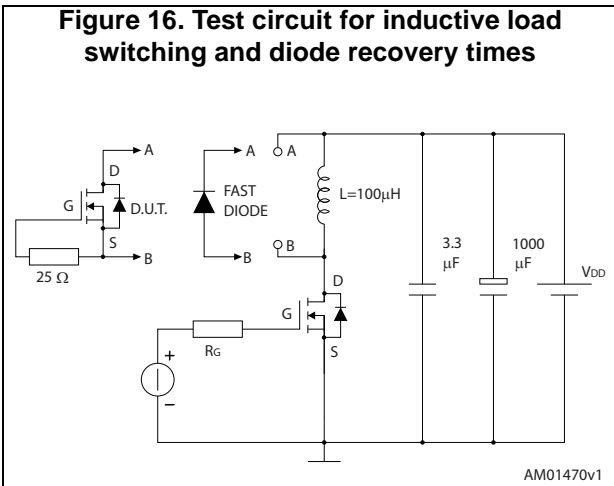 Figure 16. Test circuit for inductive load
switching and diode recovery times
A
D
G
D.U.T.
S
B
25 Ω
A
FAST
DIODE
B
A
L=100µH
B
D
G
S
RG
+
−
3.3
µF
1000
µF
VDD
AM01470v1